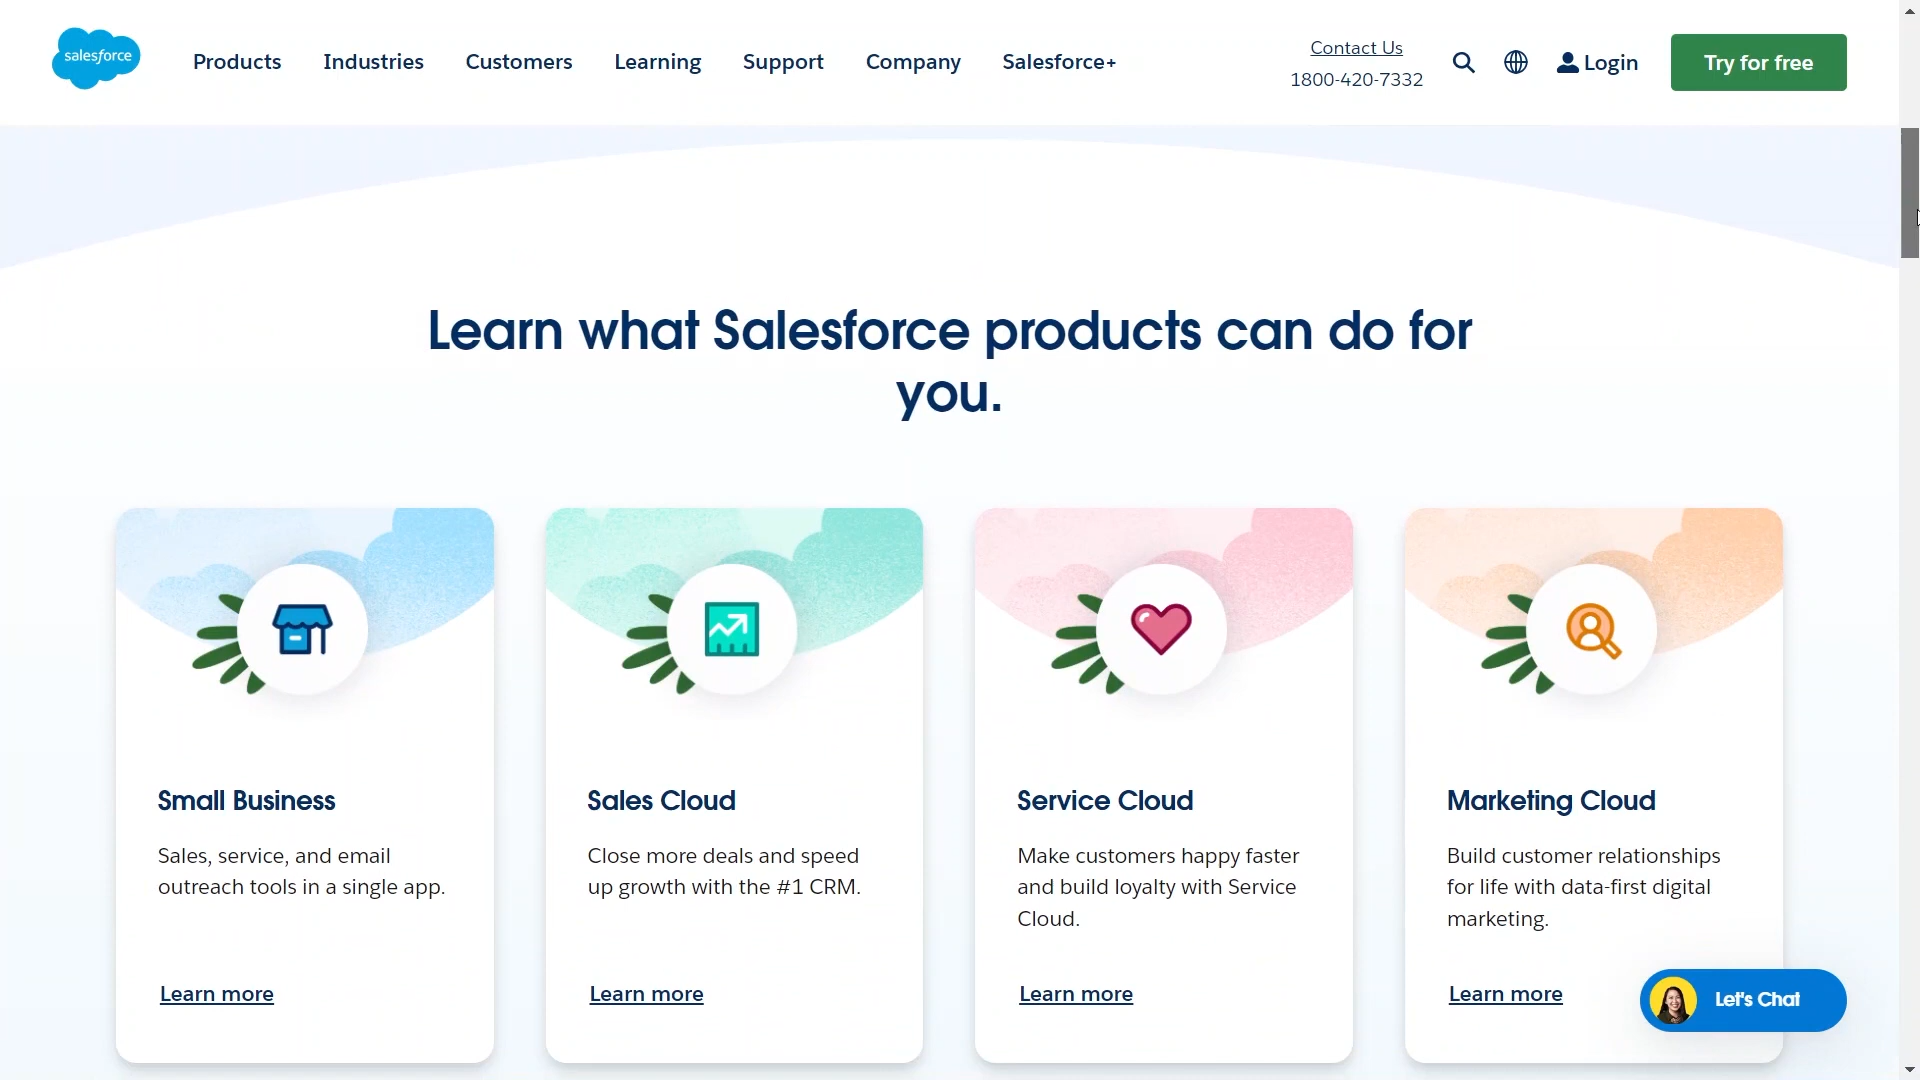 salesforce
Products Industries Customers Learning Support Company Salesforce+
Contact Us
1800-420-7332
Login
Try for free
Learn what Salesforce products can do for
you.
Small Business
Sales, service, and email
outreach tools in a single app.
Learn more
Sales Cloud
Close more deals and speed
up growth with the #1 CRM.
Learn more
Service Cloud
Make customers happy faster
and build loyalty with Service
Cloud.
Learn more
Marketing Cloud
Build customer relationships
for life with data-first digital
marketing.
Learn more
Let's Chat